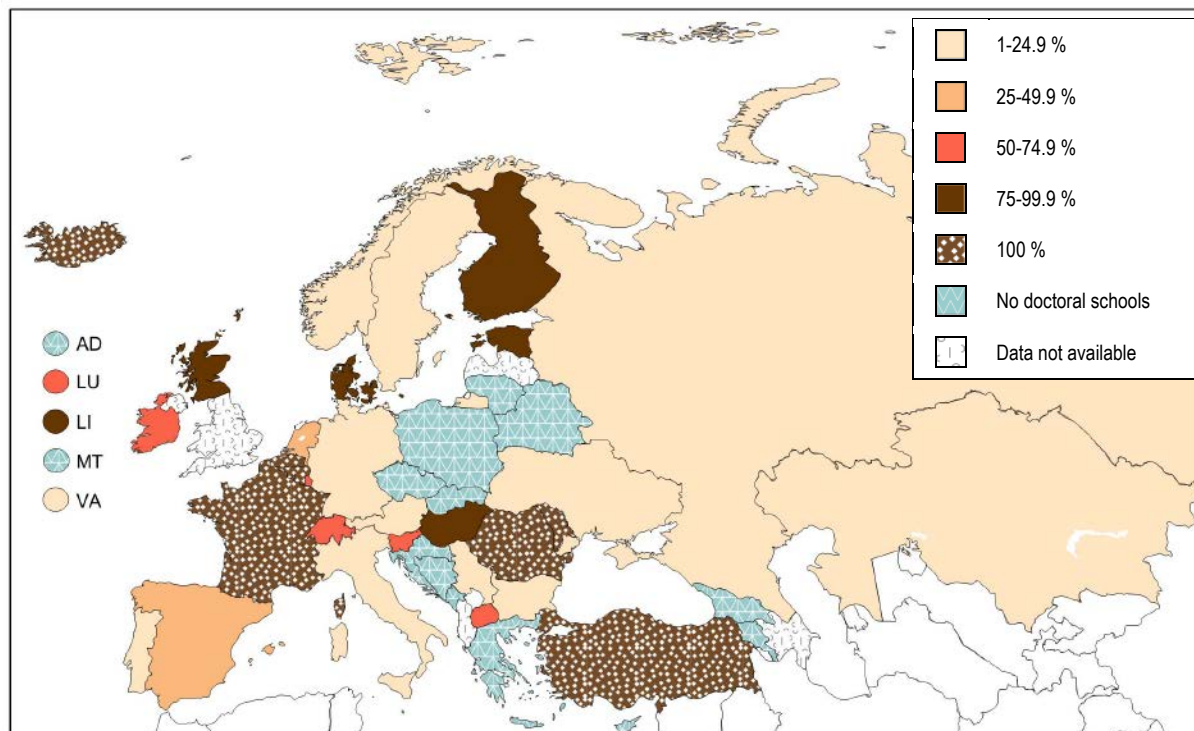 1-24.9 %
25-49.9 %
50-74.9 %
75-99.9 %
100 %
No doctoral schools
Data not available
AD
LU
LI
MT
VA